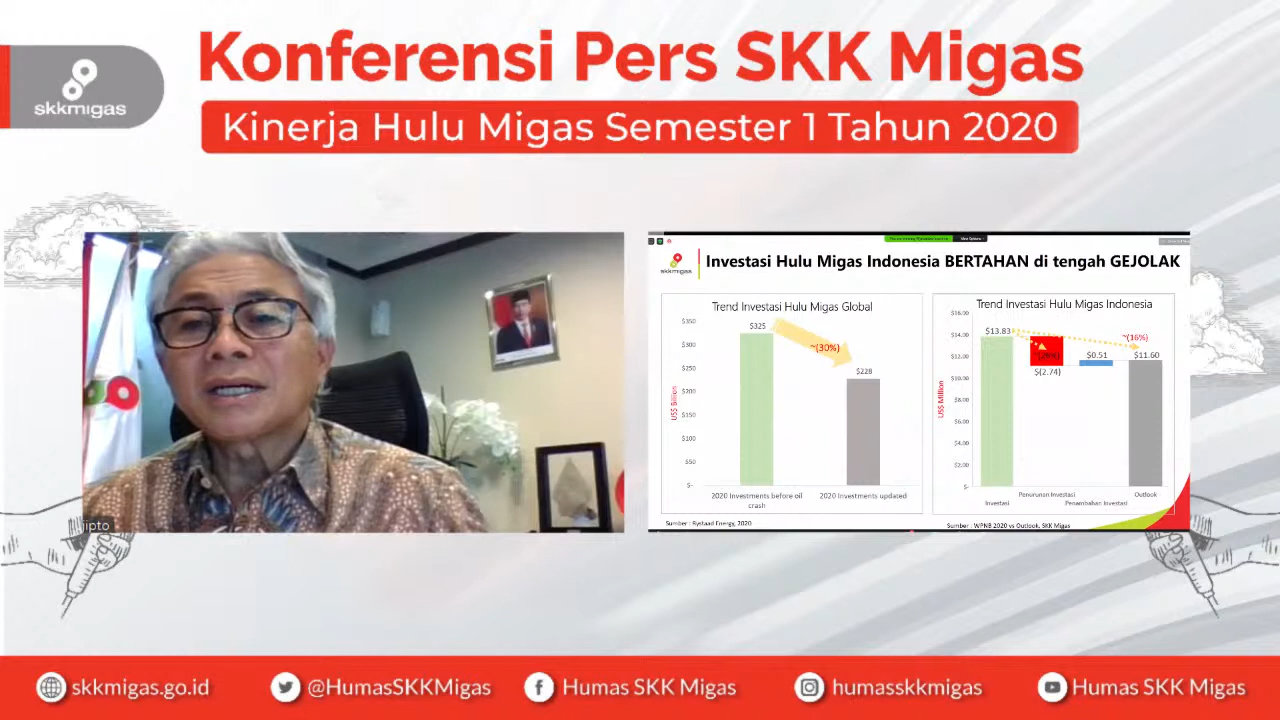 Konferensi Pers SKK Migas
skkmigas
Kinerja Hulu Migas Semester 1 Tahun 2020
skkmigas
Investasi Hulu Migas Indonesia BERTAHAN di tengah GEJOLAK
Trend Investasi Hulu Migas Global
US$ Billion
$350
$300
$250
$200
$150
$100
$50
$-
$325
~(30%)
$228
2020 Investments before oil
crash
2020 Investments updated
Sumber : Rystaad Energy, 2020
Trend Investasi Hulu Migas Indonesia
US$ Million
$16.00
$14.00
$12.00
$10.00
$8.00
$6.00
$4.00
$2.00
$-
$13.83
~(16%)
$(2.74)
$0.51
$11.60
Investasi
Penurunan Investasi
Penambahan Investasi
Outlook
Sumber : WPNB 2020 vs Outlook, SKK Migas
jipto
skkmigas.go.id
@HumasSKKMigas
Humas SKK Migas
humasskkmigas
Humas SKK Migas